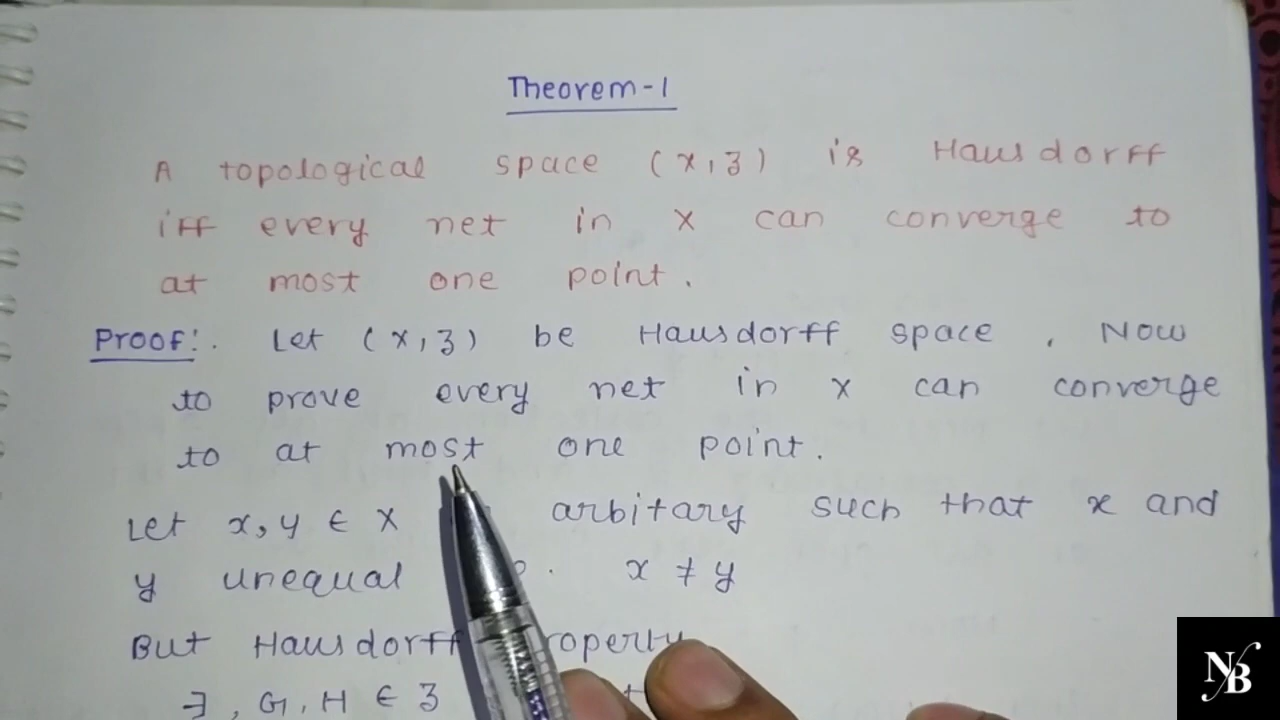 Theorem-1
A topological space (X,ʒ) is Hausdorff
iff every net in X can converge to
at most one point.
Proof:. Let (X,ʒ) be Hausdorff space . Now
to prove every net in X can converge
to at most one point.
Let x, y ∈ X arbitary such that x and
y unequal x ≠ y
But Hausdorff
∃, G, H ∈ ʒ
NB